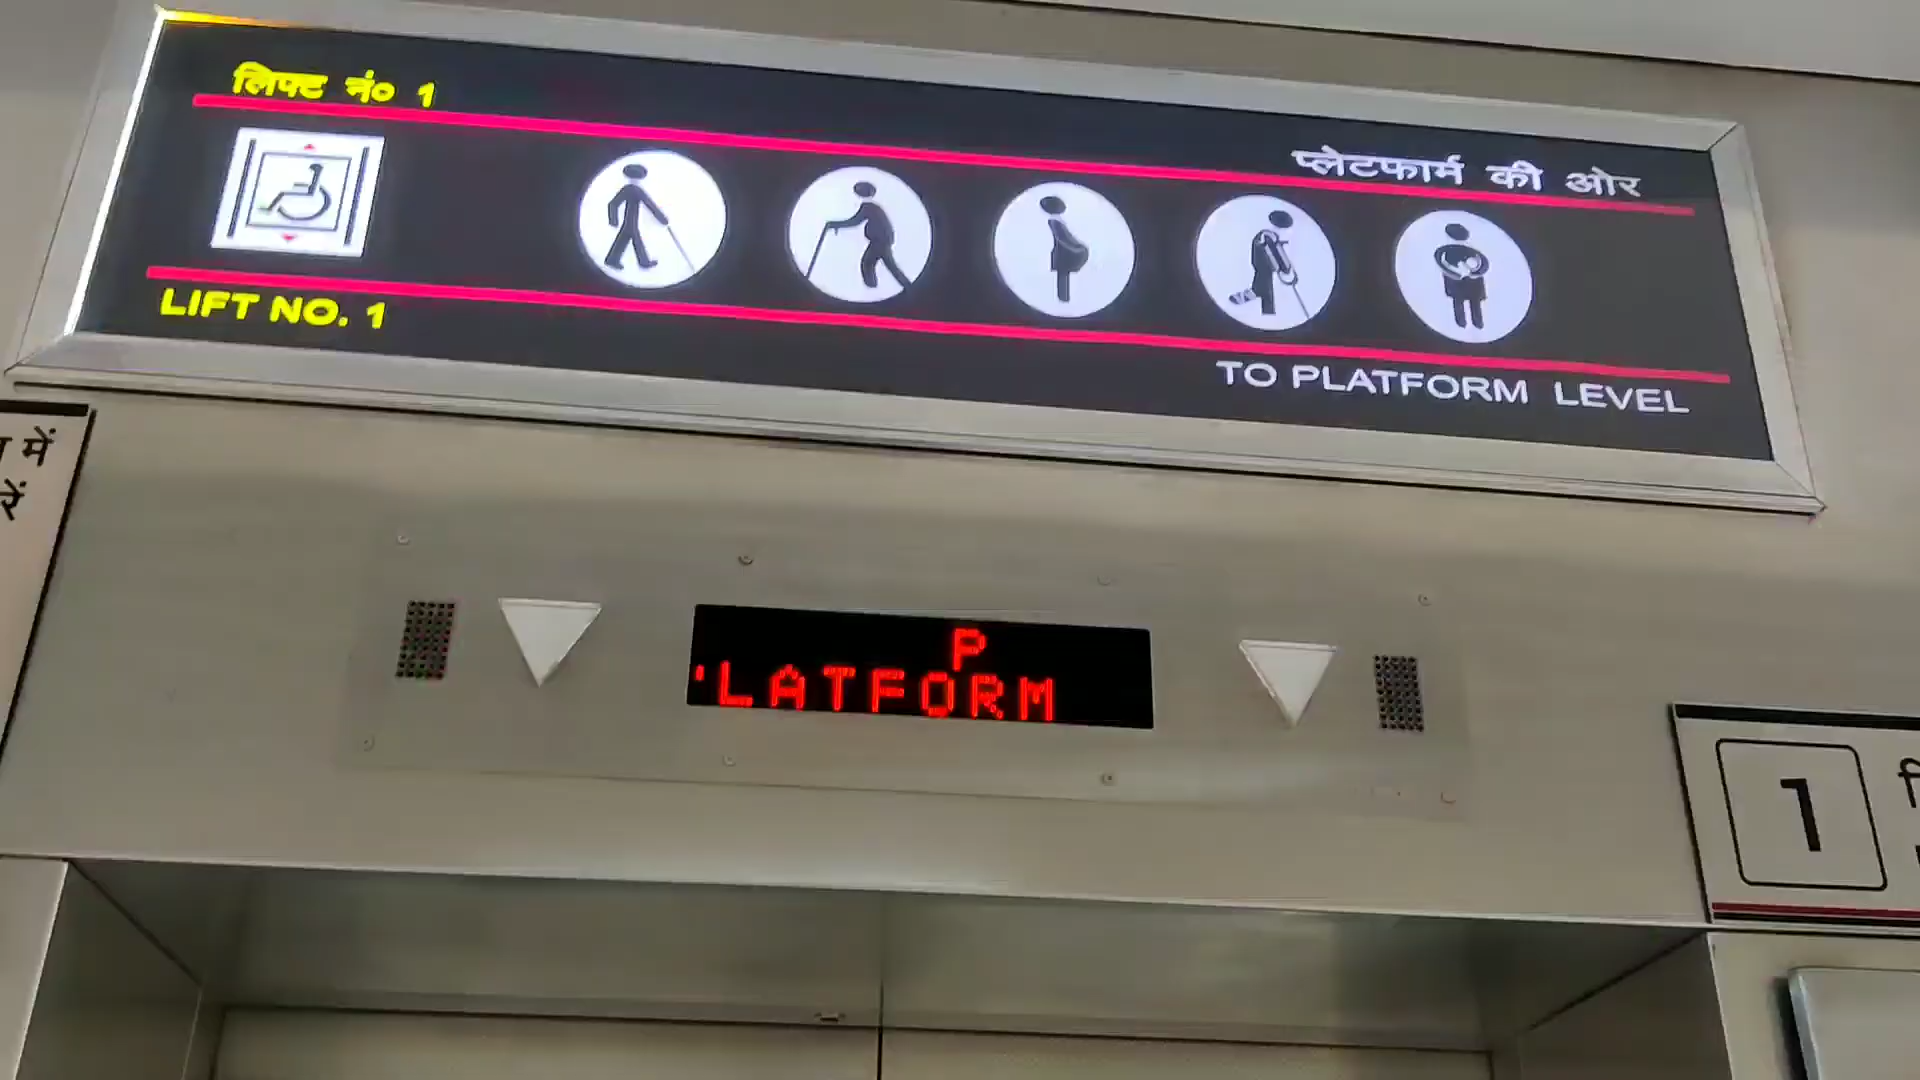 लिफ्ट नं० 1
प्लेटफार्म की ओर
LIFT NO. 1
TO PLATFORM LEVEL
में
P
LATFORM
1